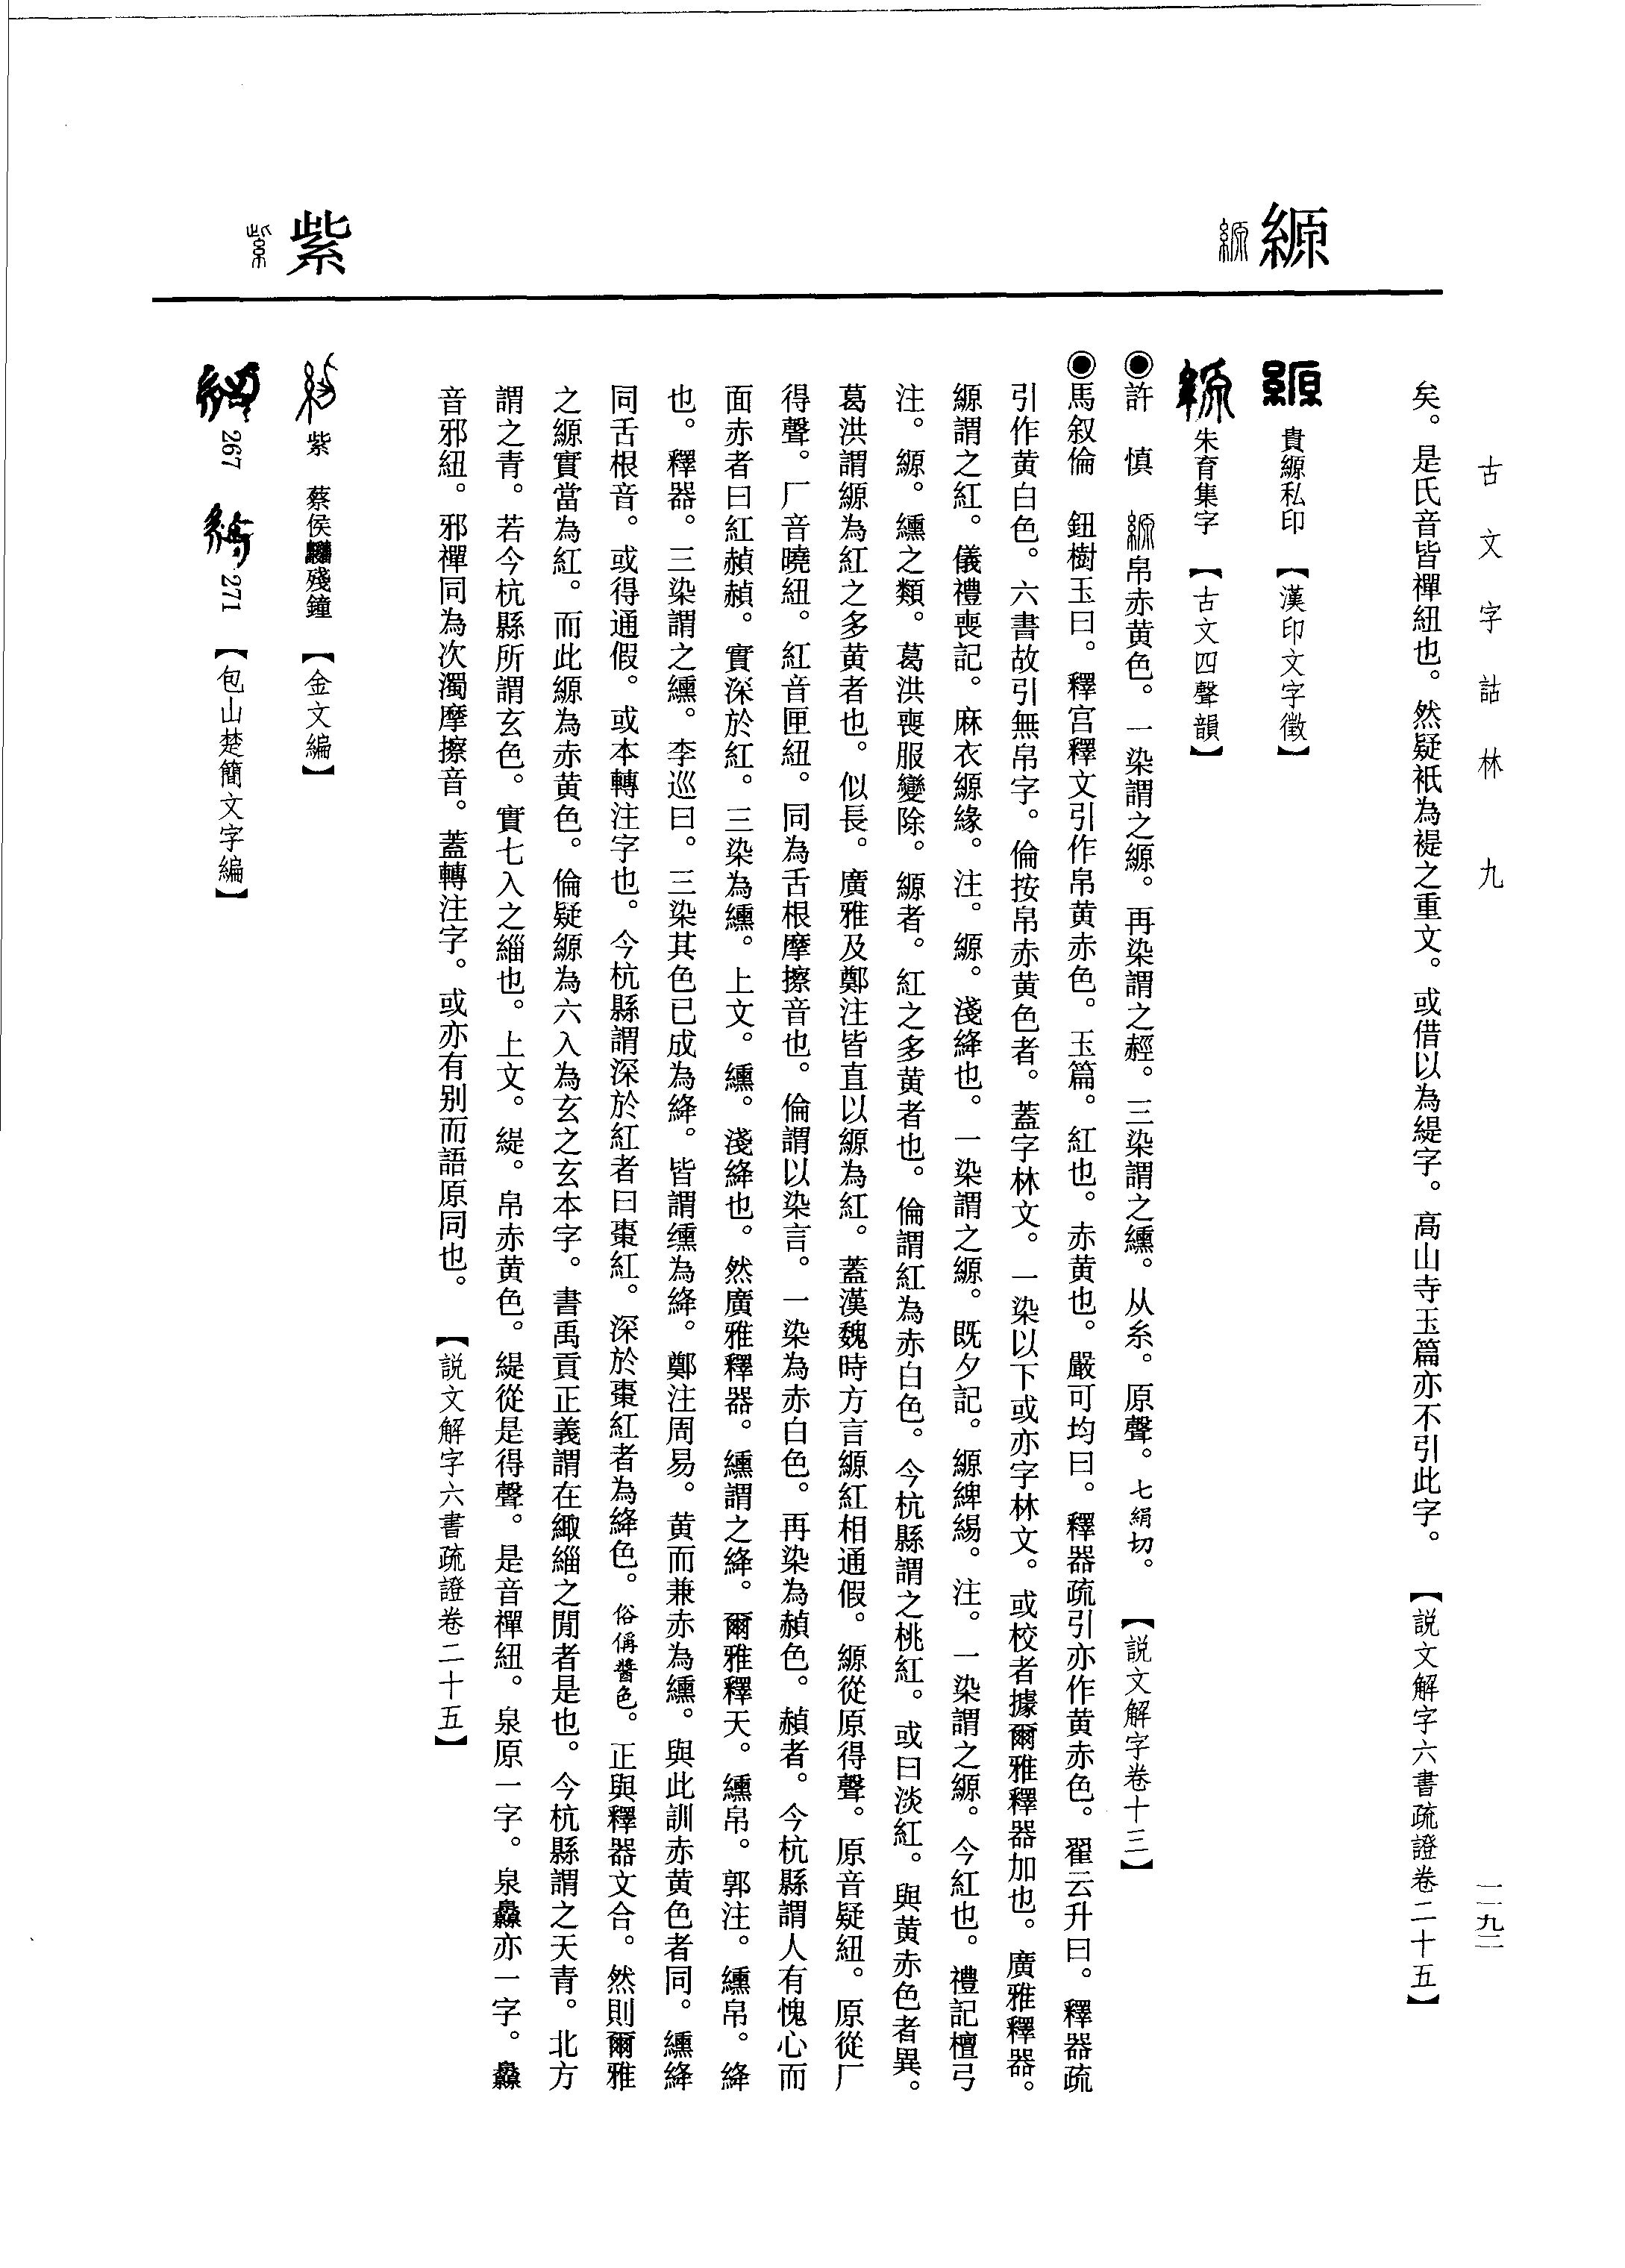 古文字詁林 九
一一九二
縓
紫
矣。是氏音皆禪紐也。然疑衹為褆之重文。或借以為緹字。高山寺玉篇亦不引此字。【説文解字六書疏證卷二十五】
貴縓私印【漢印文字徵】
朱育集字【古文四聲韻】
◉許 慎 縓帛赤黄色。一染謂之縓。再染謂之䞓。三染謂之纁。从糸。原聲。七絹切。【説文解字卷十三】
◉馬叙倫 鈕樹玉曰。釋宫釋文引作帛黄赤色。玉篇。紅也。赤黄也。嚴可均曰。釋器疏引亦作黄赤色。翟云升曰。釋器疏
引作黄白色。六書故引無帛字。倫按帛赤黄色者。蓋字林文。一染以下或亦字林文。或校者據爾雅釋器加也。廣雅釋器。
縓謂之紅。儀禮喪記。麻衣縓緣。注。縓。淺絳也。一染謂之縓。既夕記。縓綼緆。注。一染謂之縓。今紅也。禮記檀弓
注。縓。纁之類。葛洪喪服變除。縓者。紅之多黄者也。倫謂紅為赤白色。今杭縣謂之桃紅。或曰淡紅。與黄赤色者異。
葛洪謂縓為紅之多黄者也。似長。廣雅及鄭注皆直以縓為紅。蓋漢魏時方言縓紅相通假。縓從原得聲。原音疑紐。原從厂
得聲。厂音曉紐。紅音匣紐。同為舌根摩擦音也。倫謂以染言。一染為赤白色。再染為赬色。赬者。今杭縣謂人有愧心而
面赤者曰紅赬赬。實深於紅。三染為纁。上文。纁。淺絳也。然廣雅釋器。纁謂之絳。爾雅釋天。纁帛。郭注。纁帛。絳
也。釋器。三染謂之纁。李巡曰。三染其色已成為絳。皆謂纁為絳。鄭注周易。黄而兼赤為纁。與此訓赤黄色者同。纁絳
同舌根音。或得通假。或本轉注字也。今杭縣謂深於紅者曰棗紅。深於棗紅者為絳色。俗偁醬色。正與釋器文合。然則爾雅
之縓實當為紅。而此縓為赤黄色。倫疑縓為六入為玄之玄本字。書禹貢正義謂在緅緇之閒者是也。今杭縣謂之天青。北方
謂之青。若今杭縣所謂玄色。實七入之緇也。上文。緹。帛赤黄色。緹從是得聲。是音禪紐。泉原一字。泉灥亦一字。灥
音邪紐。邪禪同為次濁摩擦音。蓋轉注字。或亦有别而語原同也。【説文解字六書疏證卷二十五】
紫 蔡侯殘鐘【金文編】
267 271【包山楚簡文字編】